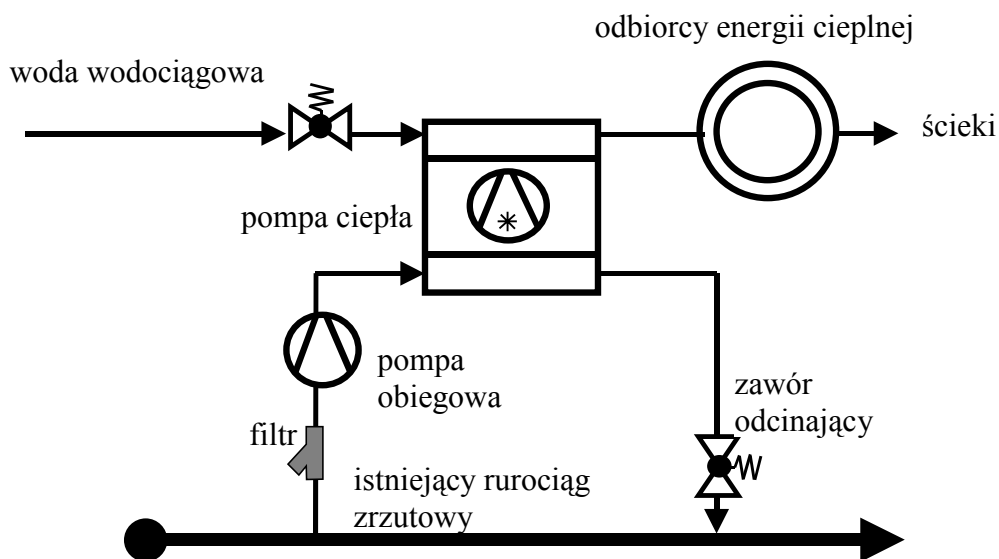 odbiorcy energii cieplnej
woda wodociągowa
ścieki
pompa ciepła
pompa
obiegowa
zawór
odcinający
filtr
istniejący rurociąg
zrzutowy